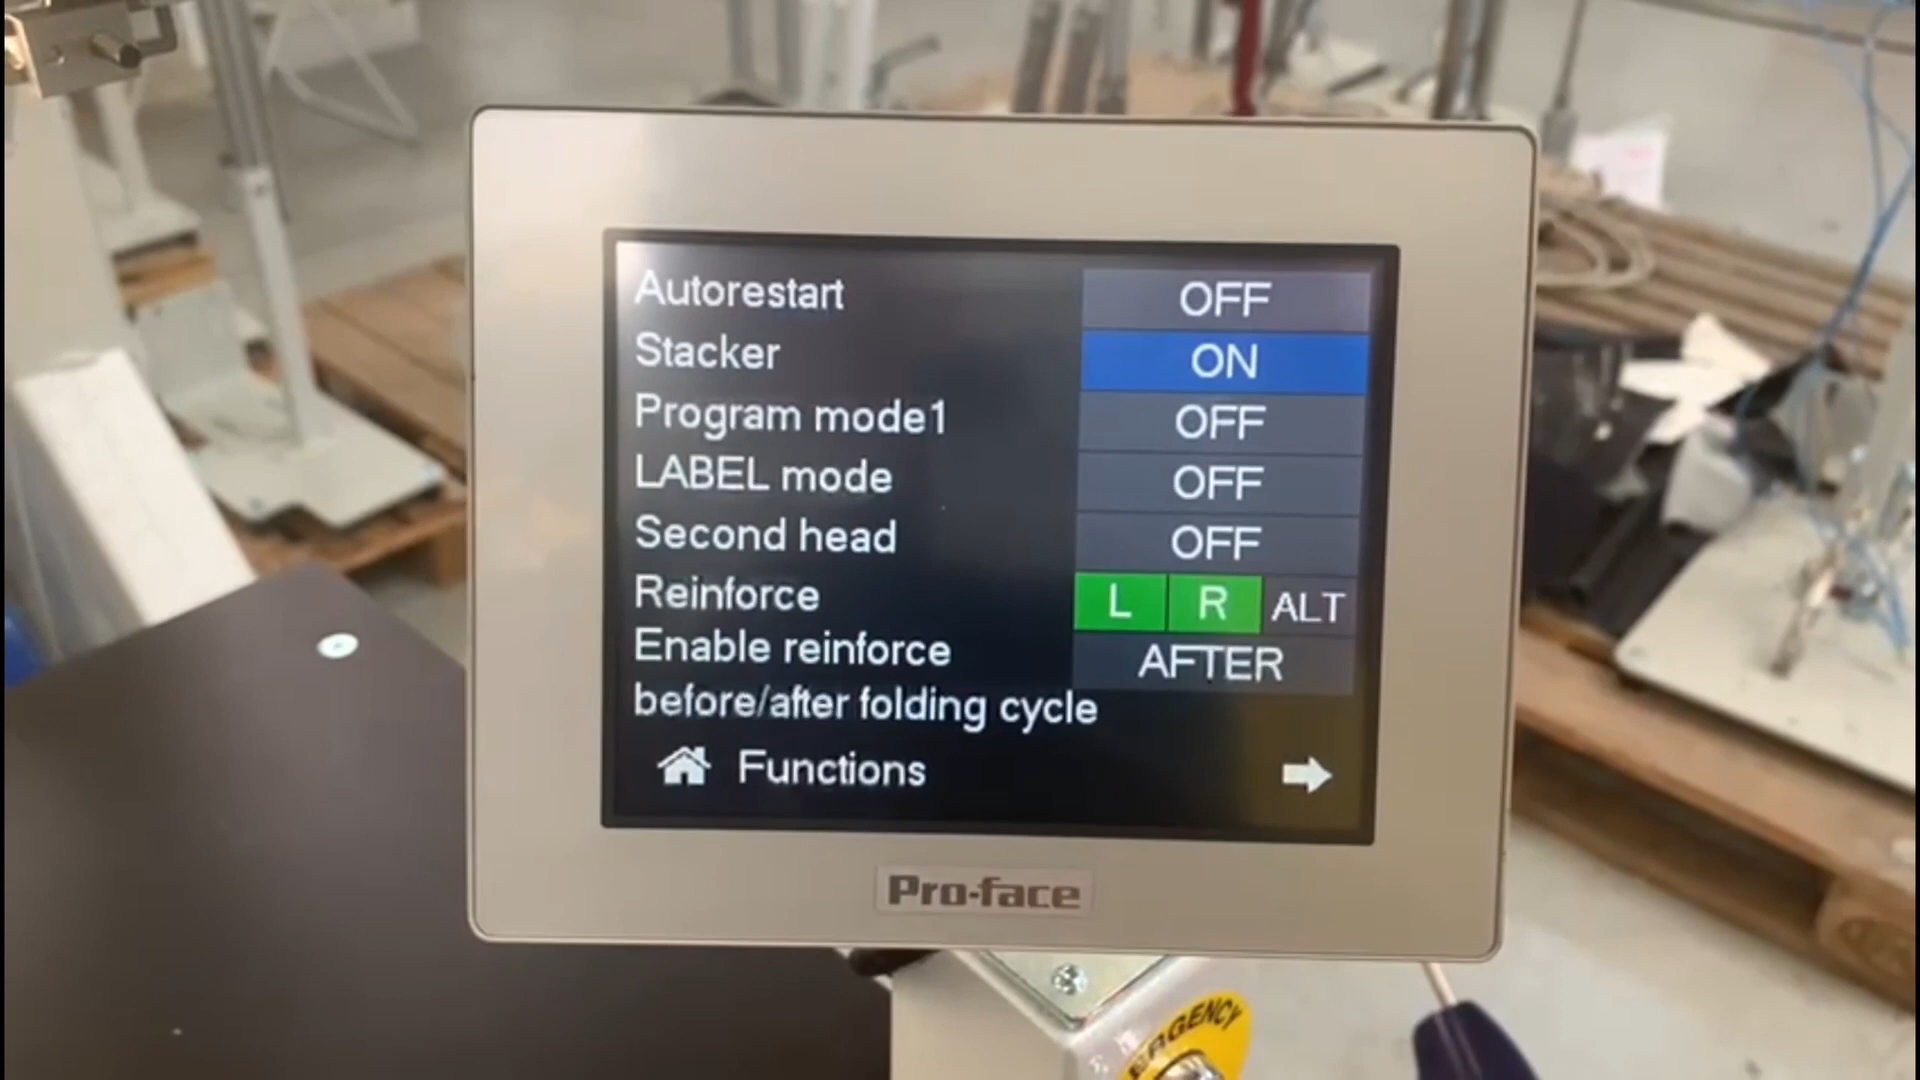 Autorestart OFF
Stacker ON
Program mode1 OFF
LABEL mode OFF
Second head OFF
Reinforce L R ALT
Enable reinforce AFTER
before/after folding cycle
Functions
Pro-face